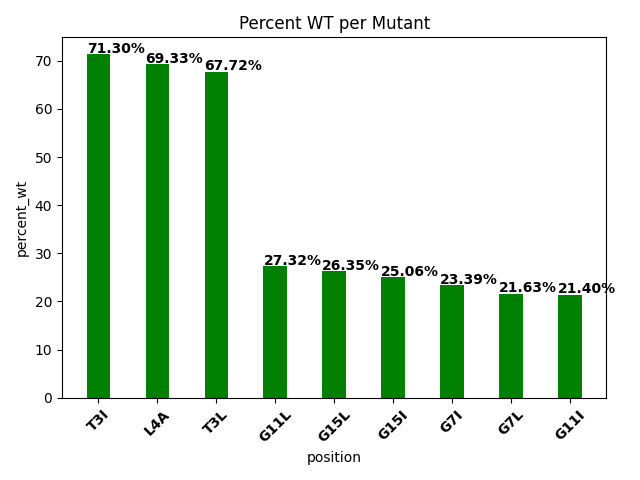 Percent WT per Mutant
percent_wt
70
60
50
40
30
20
10
0
71.30%
69.33%
67.72%
27.32%
26.35%
25.06%
23.39%
21.63%
21.40%
T3I
L4A
T3L
G11L
G15L
G15I
G7I
G7L
G11I
position